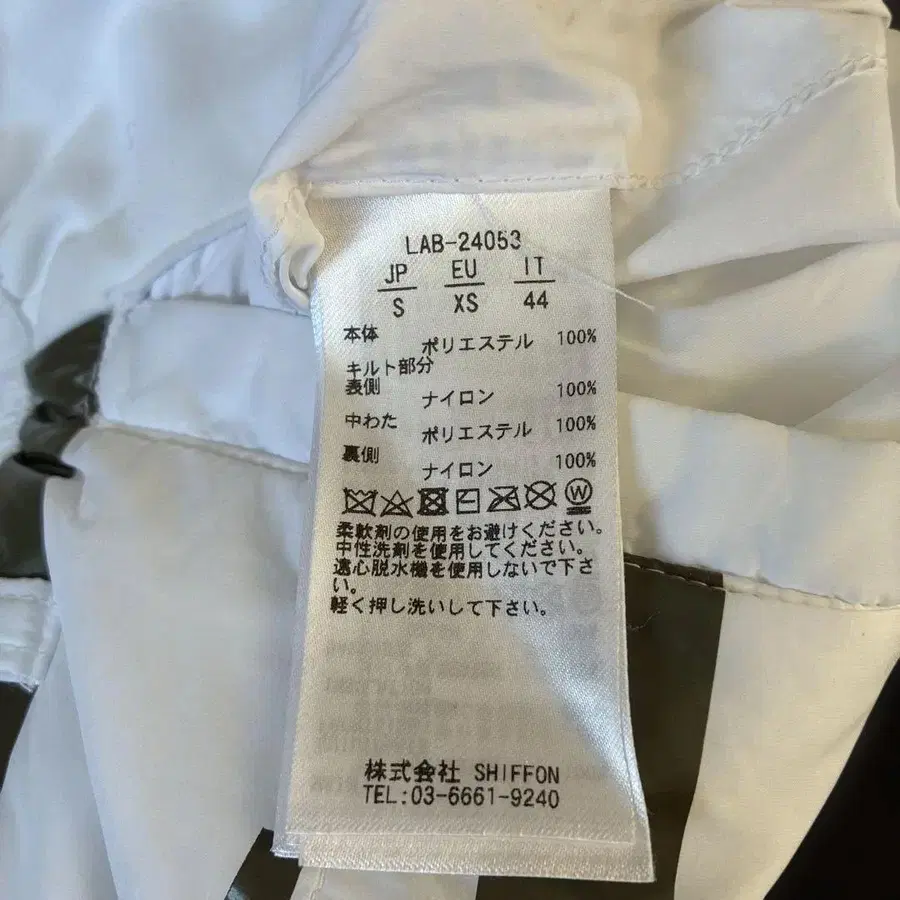 LAB-24053
JP EU IT
S XS 44
本体 ポリエステル 100%
キルト部分
表側 ナイロン 100%
中わた ポリエステル 100%
裏側 ナイロン 100%
W
柔軟剤の使用をお避けください。
中性洗剤を使用してください。
遠心脱水機を使用しないで下さ
い。
軽く押し洗いして下さい。
株式会社 SHIFFON
TEL:03-6661-9240